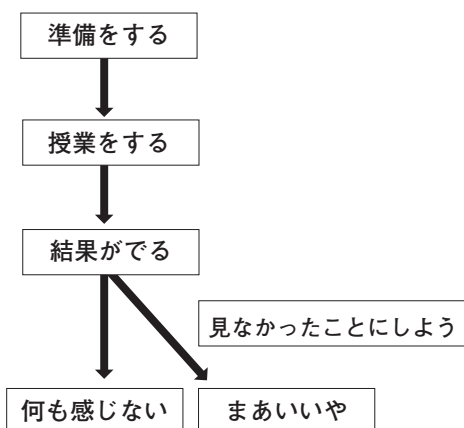 準備をする
授業をする
結果がでる
見なかったことにしよう
何も感じない
まあいいや